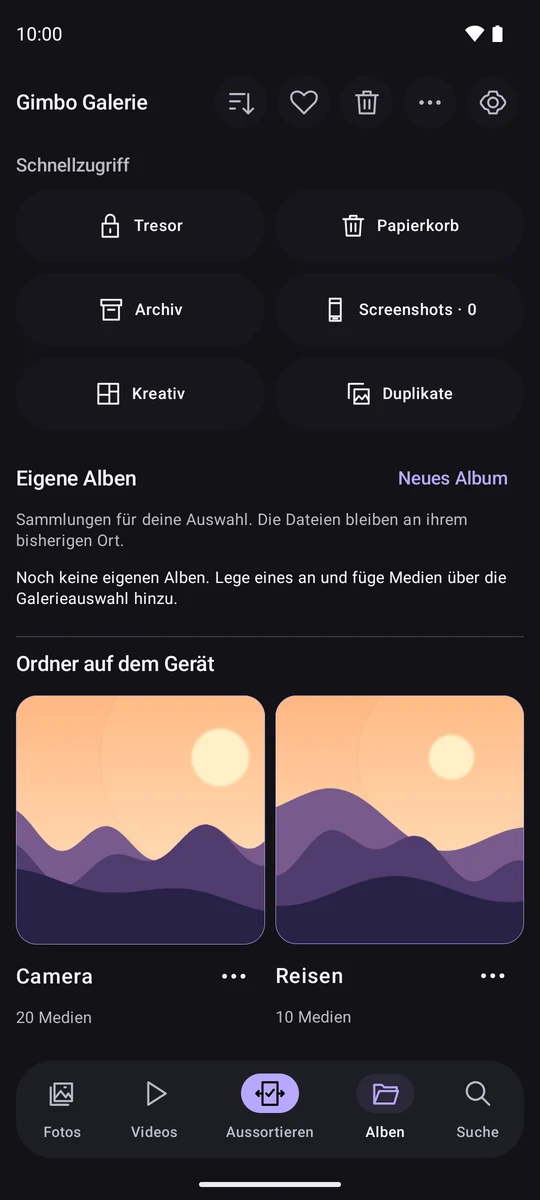 10:00
Gimbo Galerie
Schnellzugriff
Tresor
Papierkorb
Archiv
Screenshots · 0
Kreativ
Duplikate
Eigene Alben
Neues Album
Sammlungen für deine Auswahl. Die Dateien bleiben an ihrem
bisherigen Ort.
Noch keine eigenen Alben. Lege eines an und füge Medien über die
Galerieauswahl hinzu.
Ordner auf dem Gerät
Camera
Reisen
20 Medien
10 Medien
Fotos
Videos
Aussortieren
Alben
Suche